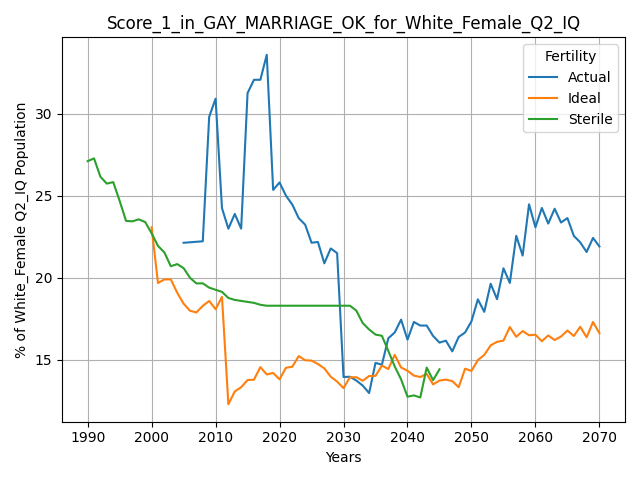 Score_1_in_GAY_MARRIAGE_OK_for_White_Female_Q2_IQ
Fertility
Actual
Ideal
Sterile
% of White_Female Q2_IQ Population
30
25
20
15
1990 2000 2010 2020 2030 2040 2050 2060 2070
Years